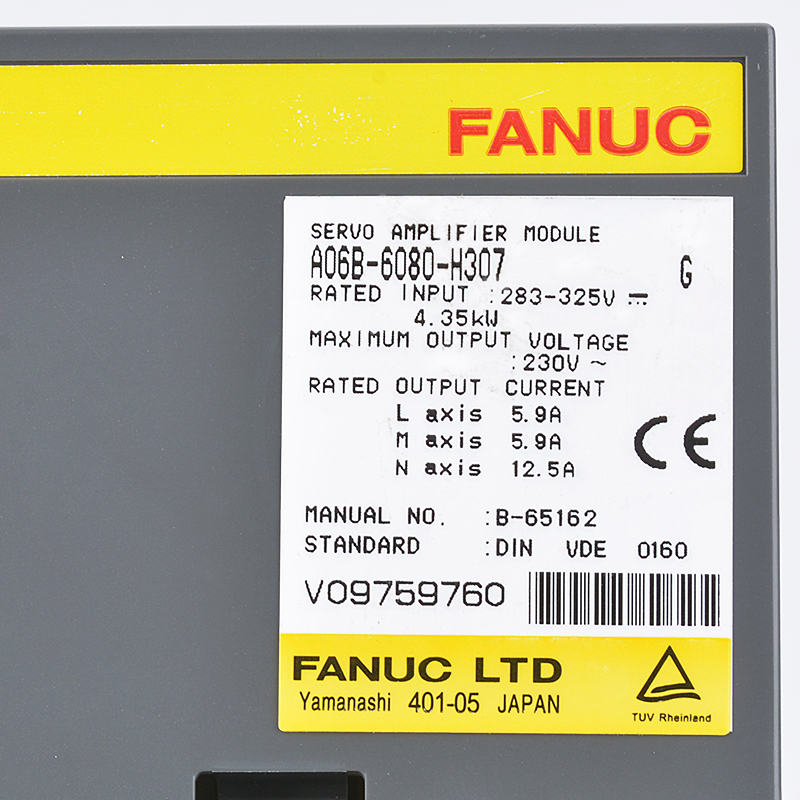 FANUC
SERVO AMPLIFIER MODULE
A06B-6080-H307 G
RATED INPUT :283-325V ⎓
4.35kW
MAXIMUM OUTPUT VOLTAGE
:230V ~
RATED OUTPUT CURRENT
L axis 5.9A
M axis 5.9A
N axis 12.5A
CE
MANUAL NO. :B-65162
STANDARD :DIN VDE 0160
V09759760
FANUC LTD
Yamanashi 401-05 JAPAN
TUV Rheinland